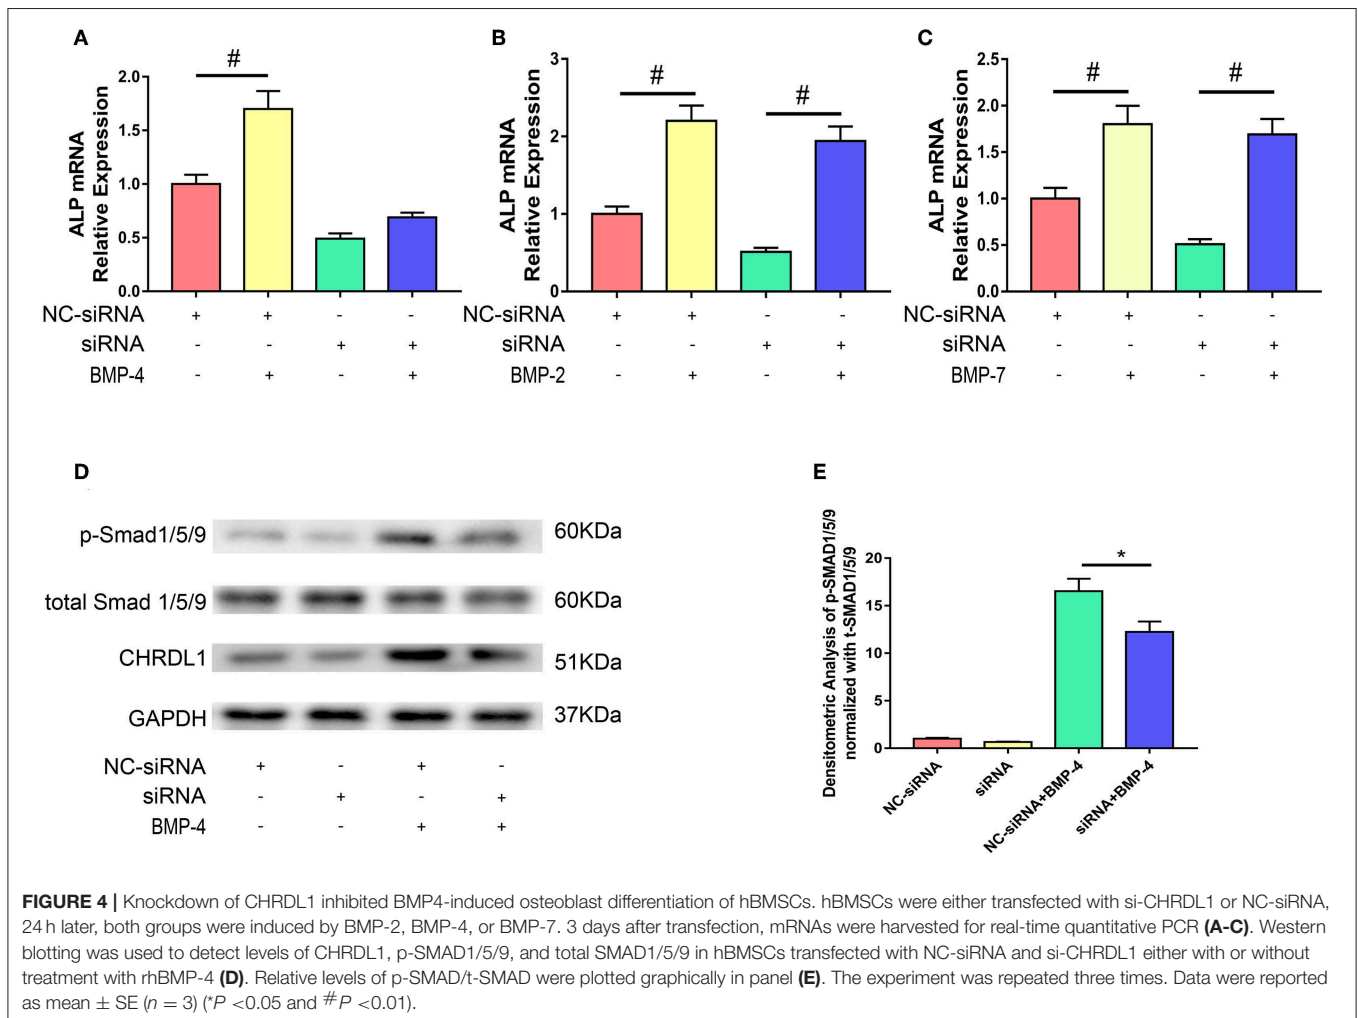 A
#
ALP mRNA
Relative Expression
2.0
1.5
1.0
0.5
0.0
NC-siRNA + + - -
siRNA - - + +
BMP-4 - + - +
B
#
#
ALP mRNA
Relative Expression
3
2
1
0
NC-siRNA + + - -
siRNA - - + +
BMP-2 - + - +
C
#
#
ALP mRNA
Relative Expression
2.5
2.0
1.5
1.0
0.5
0.0
NC-siRNA + + - -
siRNA - - + +
BMP-7 - + - +
D
p-Smad1/5/9 60KDa
total Smad 1/5/9 60KDa
CHRDL1 51KDa
GAPDH 37KDa
NC-siRNA + - + -
siRNA - + - +
BMP-4 - - + +
E
Densitometric Analysis of p-SMAD1/5/9
normalized with t-SMAD1/5/9
20
15
10
5
0
*
NC-siRNA
siRNA
NC-siRNA+BMP-4
siRNA+BMP-4
FIGURE 4 | Knockdown of CHRDL1 inhibited BMP4-induced osteoblast differentiation of hBMSCs. hBMSCs were either transfected with si-CHRDL1 or NC-siRNA,
24 h later, both groups were induced by BMP-2, BMP-4, or BMP-7. 3 days after transfection, mRNAs were harvested for real-time quantitative PCR (A-C). Western
blotting was used to detect levels of CHRDL1, p-SMAD1/5/9, and total SMAD1/5/9 in hBMSCs transfected with NC-siRNA and si-CHRDL1 either with or without
treatment with rhBMP-4 (D). Relative levels of p-SMAD/t-SMAD were plotted graphically in panel (E). The experiment was repeated three times. Data were reported
as mean ± SE (n = 3) (*P <0.05 and #P <0.01).